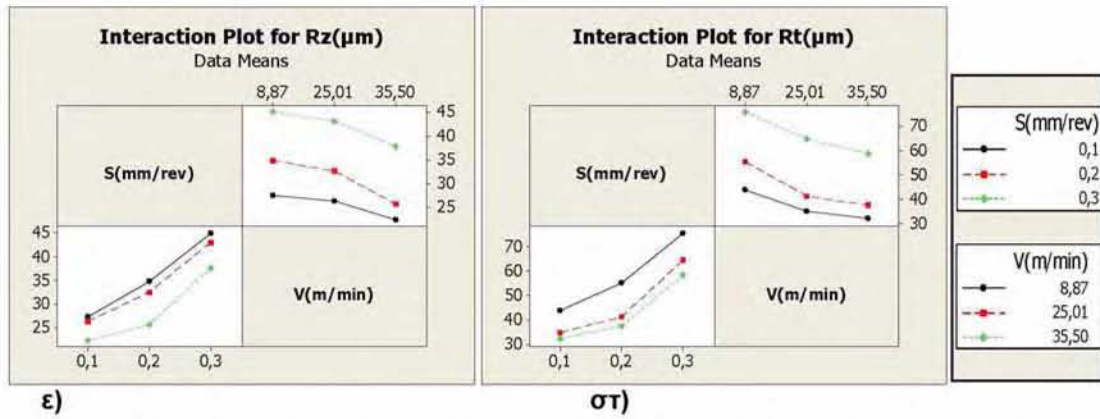 Interaction Plot for Rz(μm)
Data Means
8,87 25,01 35,50
45
40
35
30
25
S(mm/rev)
45
40
35
30
25
V(m/min)
0,1 0,2 0,3
ε)
Interaction Plot for Rt(μm)
Data Means
8,87 25,01 35,50
70
60
50
40
30
S(mm/rev)
70
60
50
40
30
V(m/min)
0,1 0,2 0,3
στ)
S(mm/rev)
0,1
0,2
0,3
V(m/min)
8,87
25,01
35,50